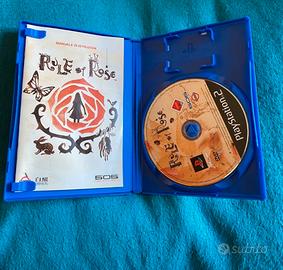 MANUALE DI ISTRUZIONI
RULE of ROSE
505
RULE of ROSE
PlayStation 2
subito